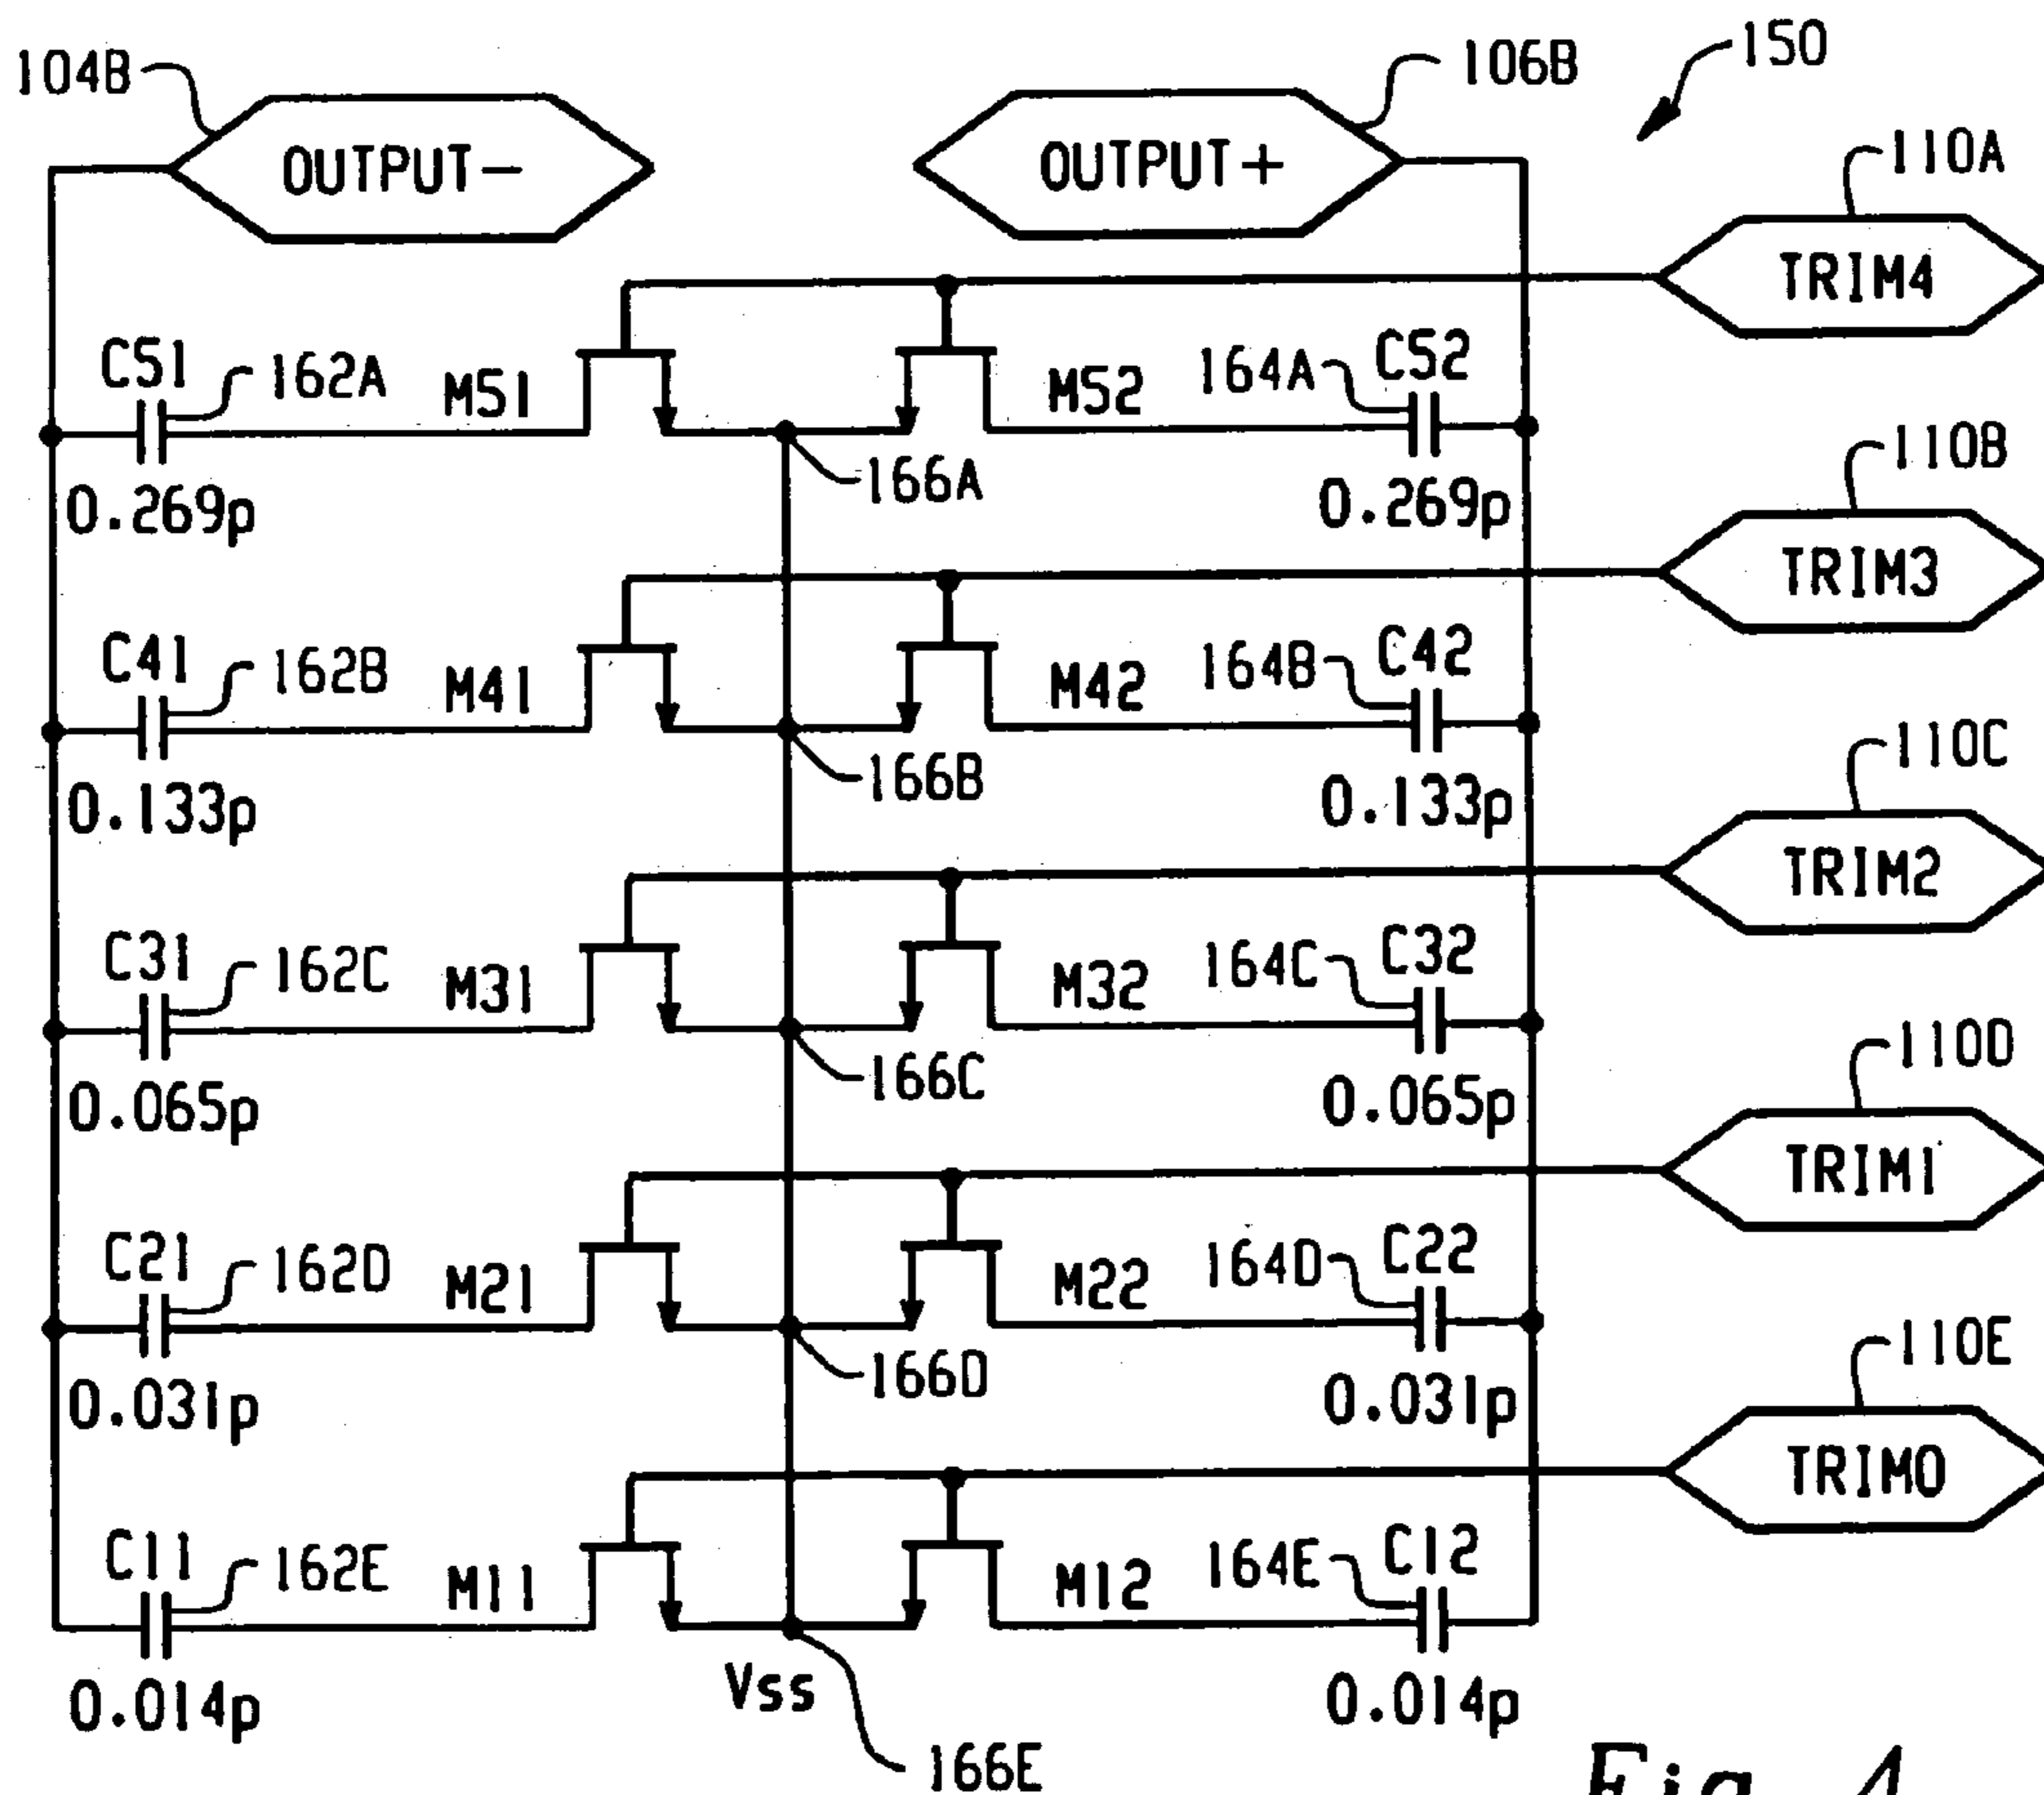 104B
106B
150
OUTPUT-
OUTPUT+
110A
TRIM4
C51
162A
M51
M52
164A
C52
166A
110B
0.269p
0.269p
TRIM3
C41
162B
M41
M42
164B
C42
166B
110C
0.133p
0.133p
TRIM2
C31
162C
M31
M32
164C
C32
166C
110D
0.065p
0.065p
TRIM1
C21
162D
M21
M22
164D
C22
166D
110E
0.031p
0.031p
TRIM0
C11
162E
M11
M12
164E
C12
Vss
0.014p
0.014p
166E
Fig. 4